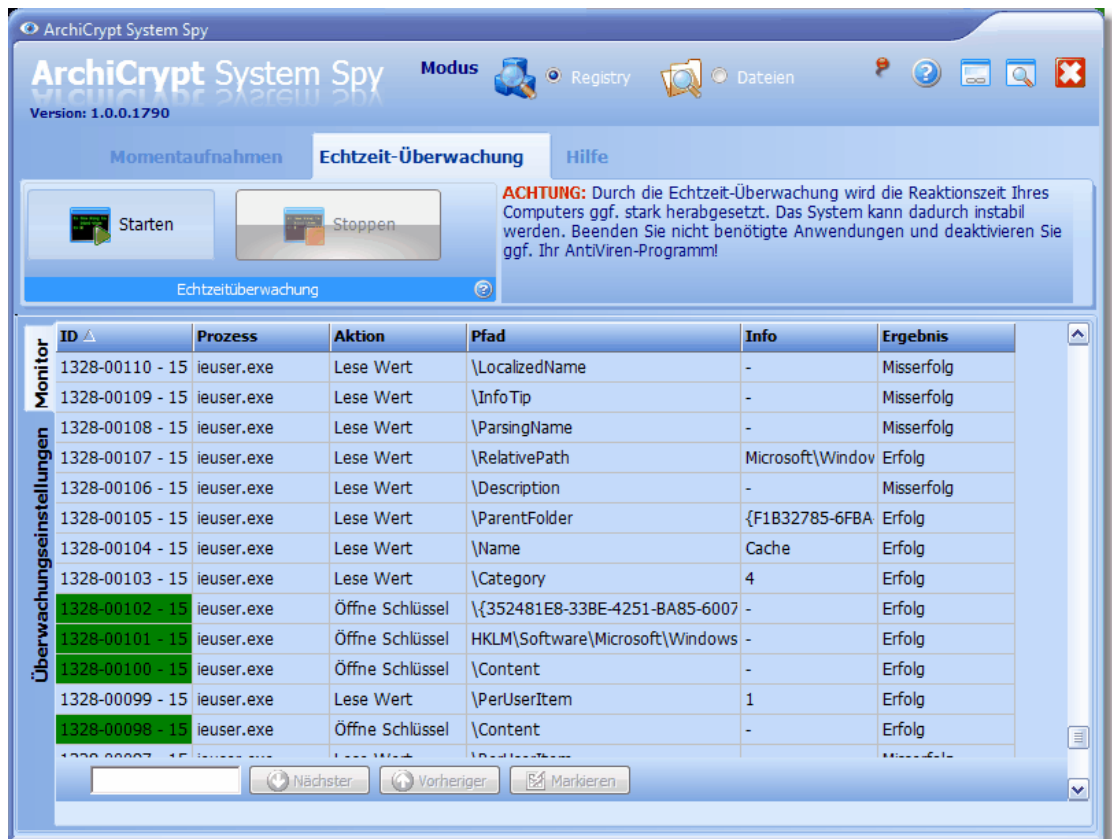 ArchiCrypt System Spy
ArchiCrypt System Spy
Modus
Registry
Dateien
Version: 1.0.0.1790
Momentaufnahmen
Echtzeit-Überwachung
Hilfe
Starten
Stoppen
Echtzeitüberwachung
ACHTUNG: Durch die Echtzeit-Überwachung wird die Reaktionszeit Ihres
Computers ggf. stark herabgesetzt. Das System kann dadurch instabil
werden. Beenden Sie nicht benötigte Anwendungen und deaktivieren Sie
ggf. Ihr AntiViren-Programm!
Monitor
Überwachungseinstellungen
ID Prozess Aktion Pfad Info Ergebnis
1328-00110 - 15 ieuser.exe Lese Wert \LocalizedName - Misserfolg
1328-00109 - 15 ieuser.exe Lese Wert \InfoTip - Misserfolg
1328-00108 - 15 ieuser.exe Lese Wert \ParsingName - Misserfolg
1328-00107 - 15 ieuser.exe Lese Wert \RelativePath Microsoft\Window Erfolg
1328-00106 - 15 ieuser.exe Lese Wert \Description - Misserfolg
1328-00105 - 15 ieuser.exe Lese Wert \ParentFolder {F1B32785-6FBA- Erfolg
1328-00104 - 15 ieuser.exe Lese Wert \Name Cache Erfolg
1328-00103 - 15 ieuser.exe Lese Wert \Category 4 Erfolg
1328-00102 - 15 ieuser.exe Öffne Schlüssel \{352481E8-33BE-4251-BA85-6007 - Erfolg
1328-00101 - 15 ieuser.exe Öffne Schlüssel HKLM\Software\Microsoft\Windows - Erfolg
1328-00100 - 15 ieuser.exe Öffne Schlüssel \Content - Erfolg
1328-00099 - 15 ieuser.exe Lese Wert \PerUserItem 1 Erfolg
1328-00098 - 15 ieuser.exe Öffne Schlüssel \Content - Erfolg
Nächster
Vorheriger
Markieren